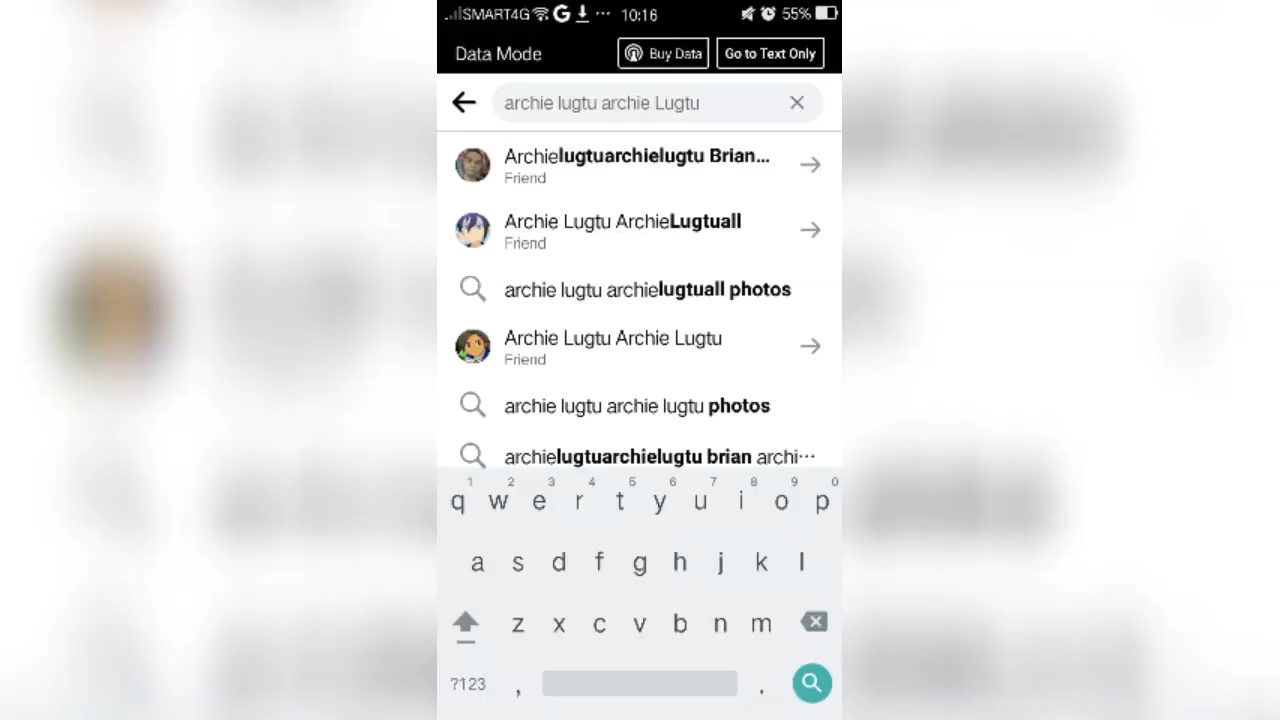 SMART4G G ... 10:16 55%
Data Mode Buy Data Go to Text Only
archie lugtu archie Lugtu
Archielugtuarchielugtu Brian...
Friend
Archie Lugtu ArchieLugtuall
Friend
archie lugtu archielugtuall photos
Archie Lugtu Archie Lugtu
Friend
archie lugtu archie lugtu photos
archielugtuarchielugtu brian archi...
1 2 3 4 5 6 7 8 9 0
q w e r t y u i o p
a s d f g h j k l
z x c v b n m
?123 , .